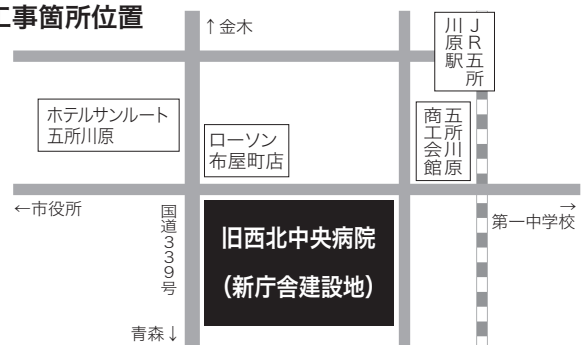 工事箇所位置
↑金木
JR五所
川原駅
ホテルサンルート
五所川原
ローソン
布屋町店
五所川原
商工会館
←市役所
国道339号
旧西北中央病院
(新庁舎建設地)
→
第一中学校
青森↓